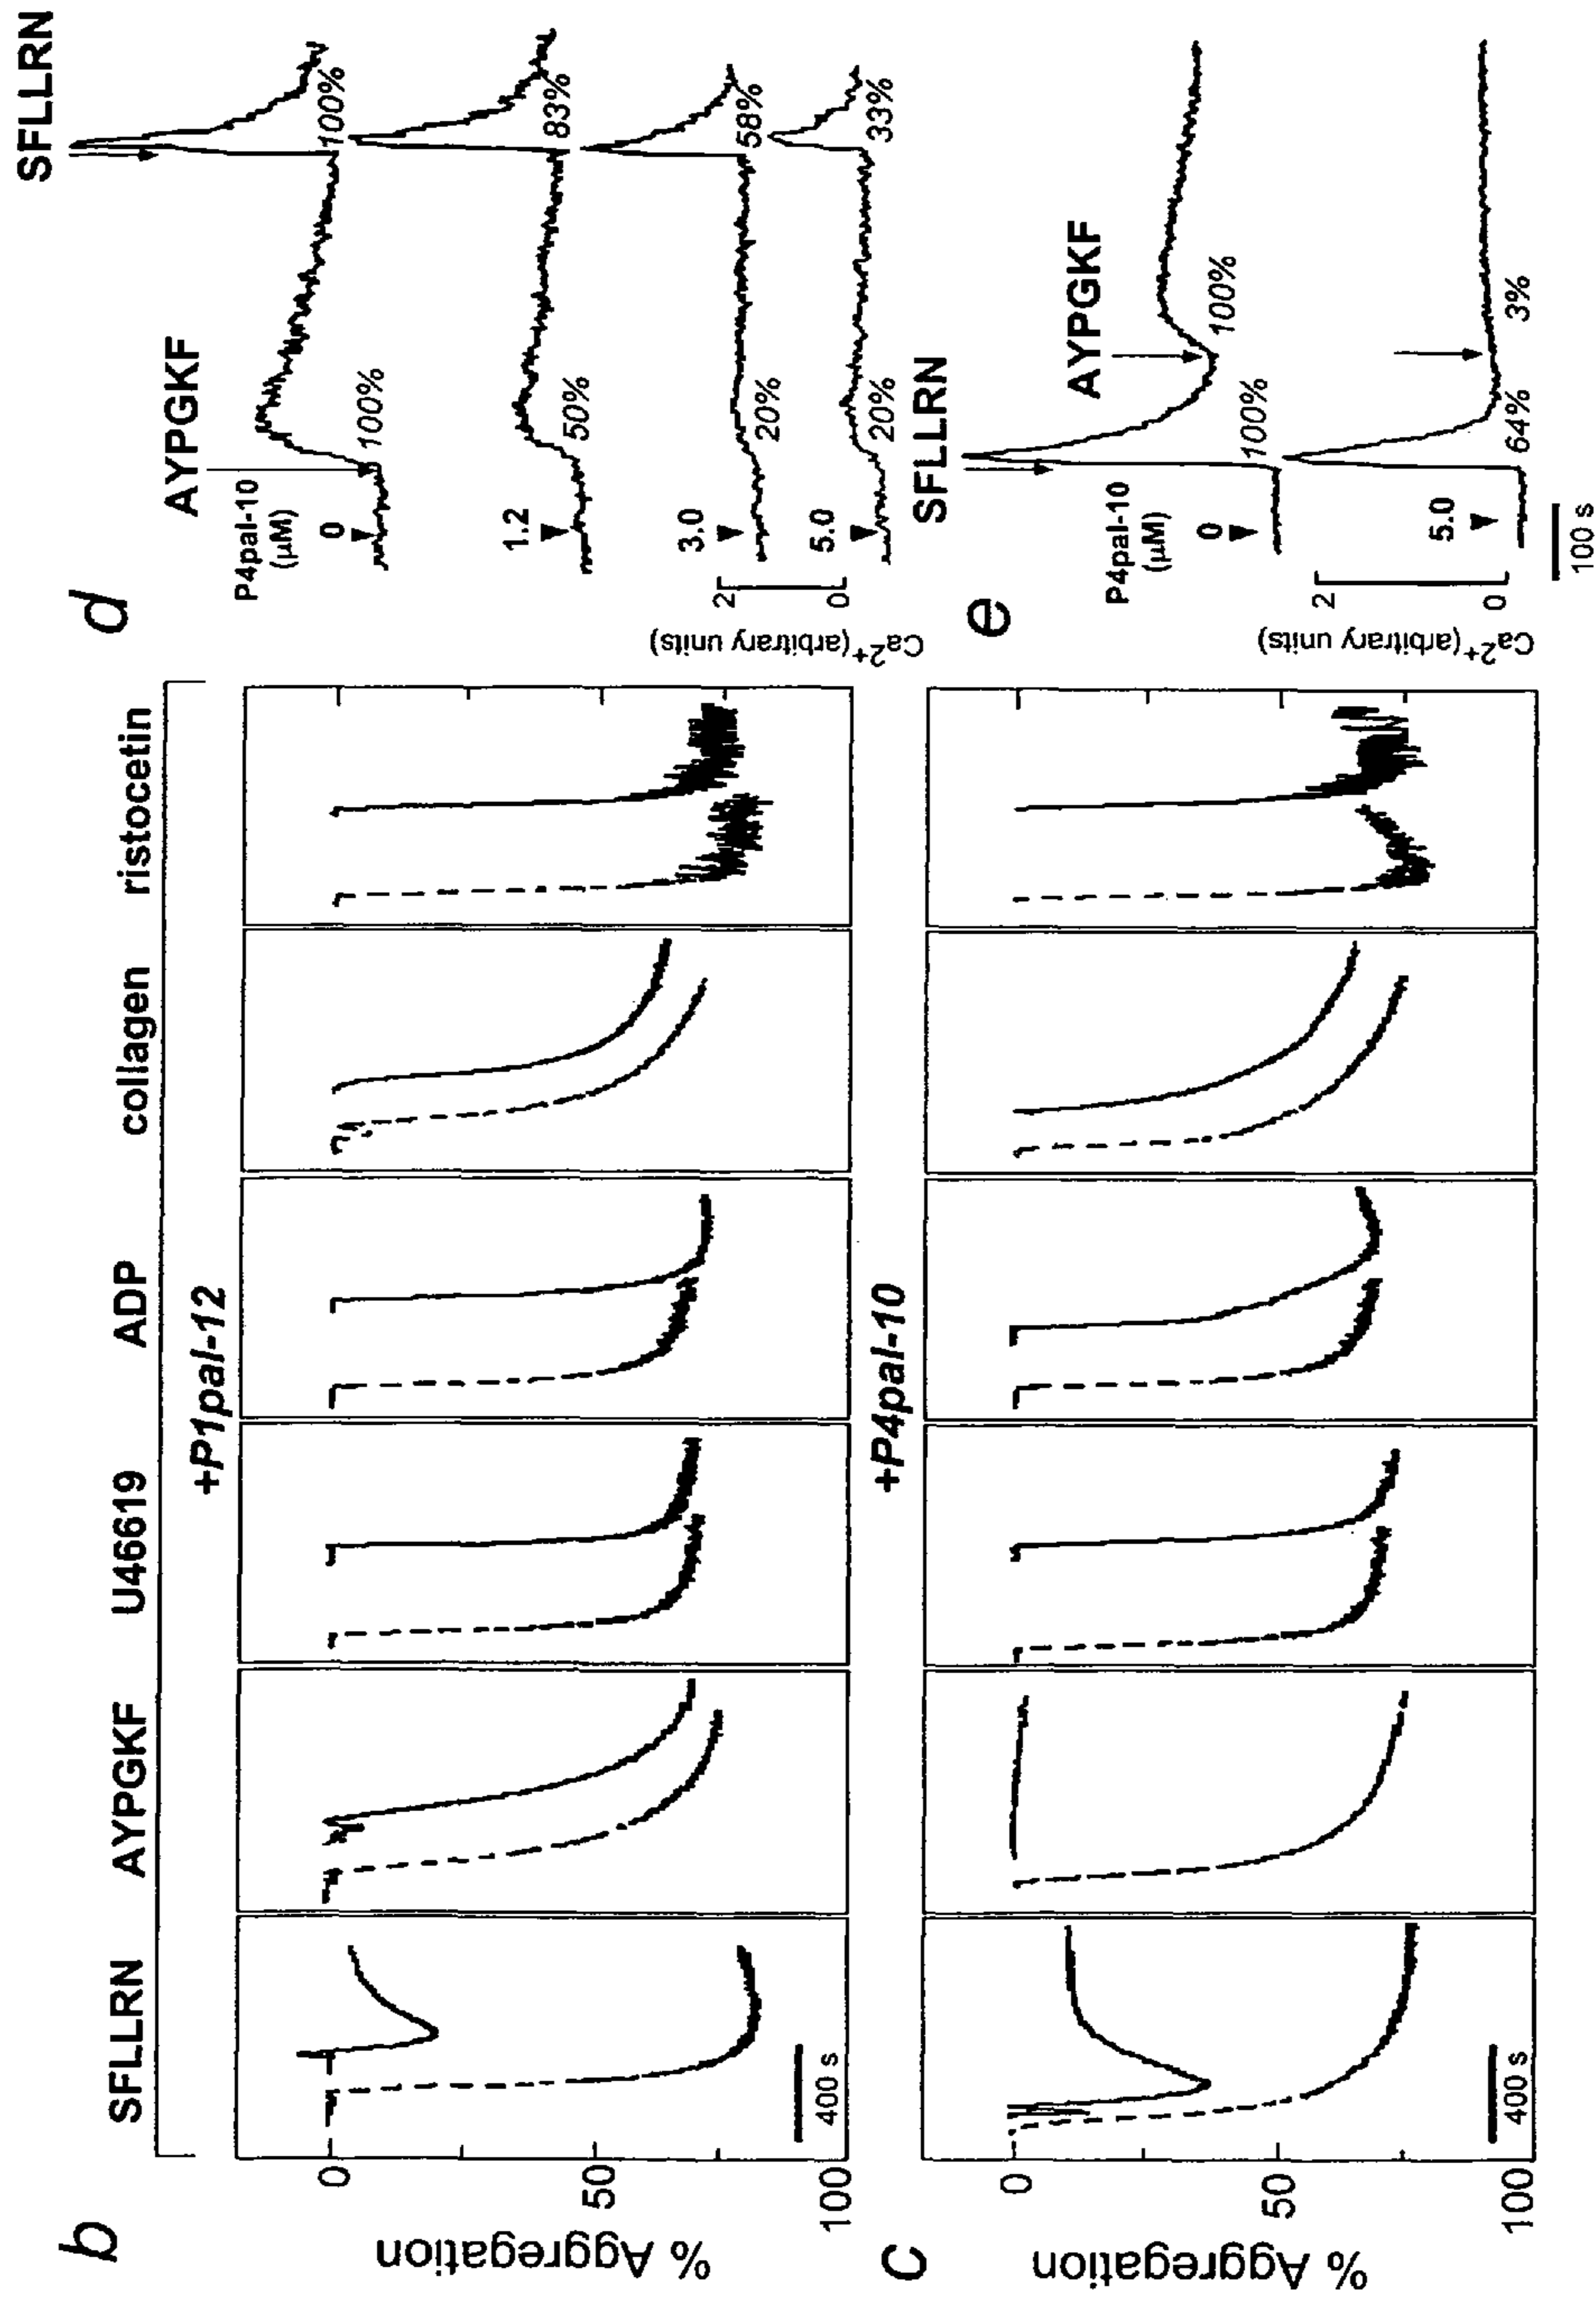 b
SFLLRN AYPGKF U46619 ADP collagen ristocetin
+P1pal-12
% Aggregation
0
50
100
400 s
c
+P4pal-10
% Aggregation
0
50
100
400 s
d
AYPGKF
SFLLRN
P4pal-10
(μM)
0
100%
100%
1.2
50%
83%
3.0
20%
58%
5.0
20%
33%
2
0
Ca2+(arbitrary units)
e
SFLLRN
AYPGKF
P4pal-10
(μM)
0
100%
100%
5.0
64%
3%
2
0
Ca2+(arbitrary units)
100 s